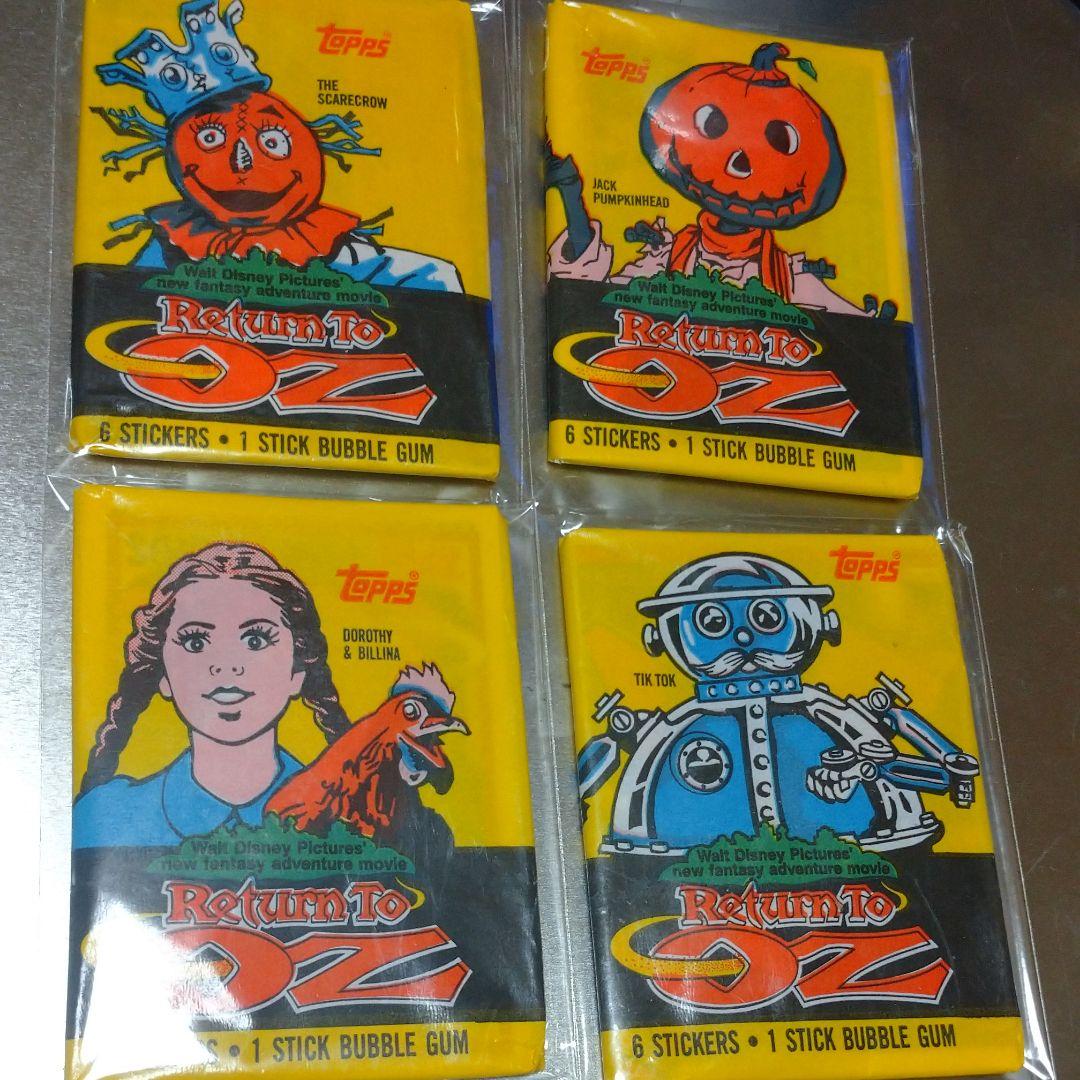 Topps
THE
SCARECROW
Walt Disney Pictures'
new fantasy adventure movie
Return To
OZ
6 STICKERS • 1 STICK BUBBLE GUM
Topps
JACK
PUMPKINHEAD
Walt Disney Pictures'
new fantasy adventure movie
Return To
OZ
6 STICKERS • 1 STICK BUBBLE GUM
Topps®
DOROTHY
& BILLINA
Walt Disney Pictures'
new fantasy adventure movie
Return To
OZ
• 1 STICK BUBBLE GUM
Topps®
TIK TOK
Walt Disney Pictures'
new fantasy adventure movie
Return To
OZ
6 STICKERS • 1 STICK BUBBLE GUM